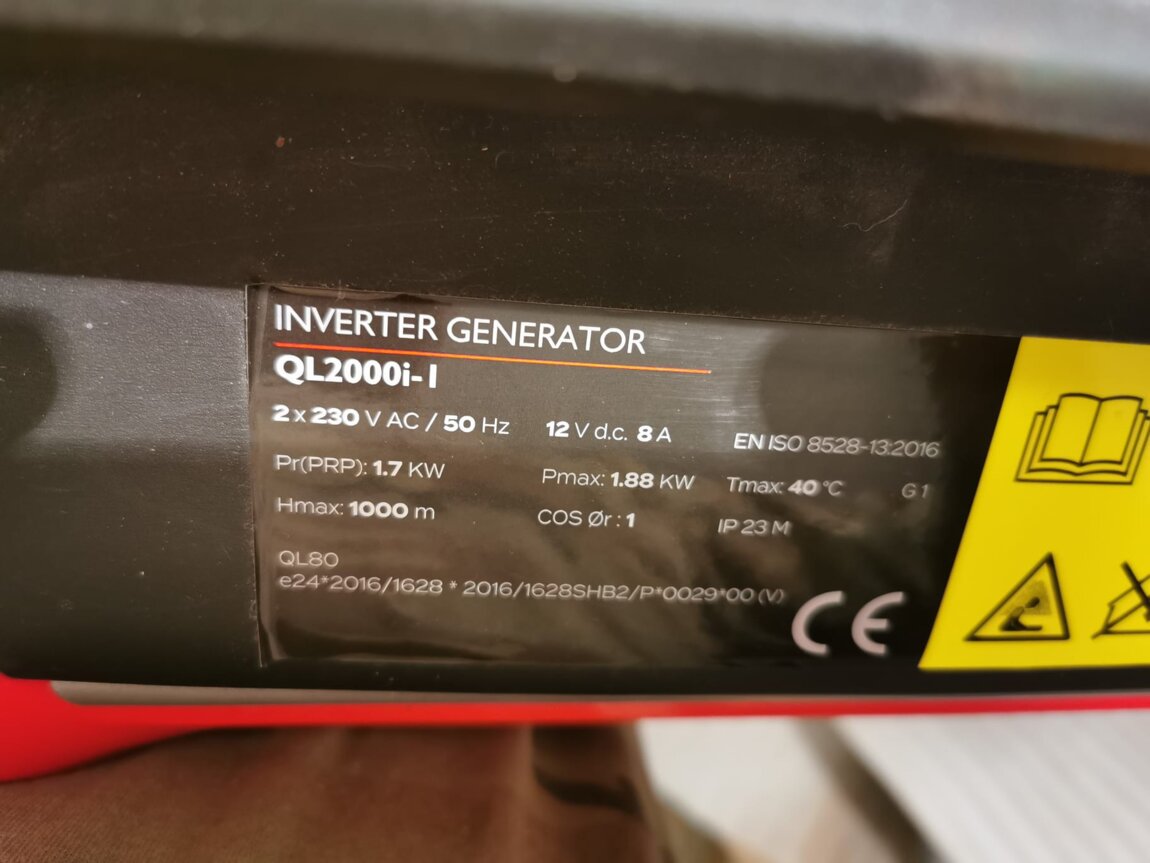 INVERTER GENERATOR
QL2000i-1
2 x 230 V AC / 50 Hz 12 V d.c. 8 A EN ISO 8528-13:2016
Pr(PRP): 1.7 KW Pmax: 1.88 KW Tmax: 40 °C G 1
Hmax: 1000 m COS Ør : 1 IP 23 M
QL80
e24*2016/1628 * 2016/1628SHB2/P*0029*00 (V)
CE